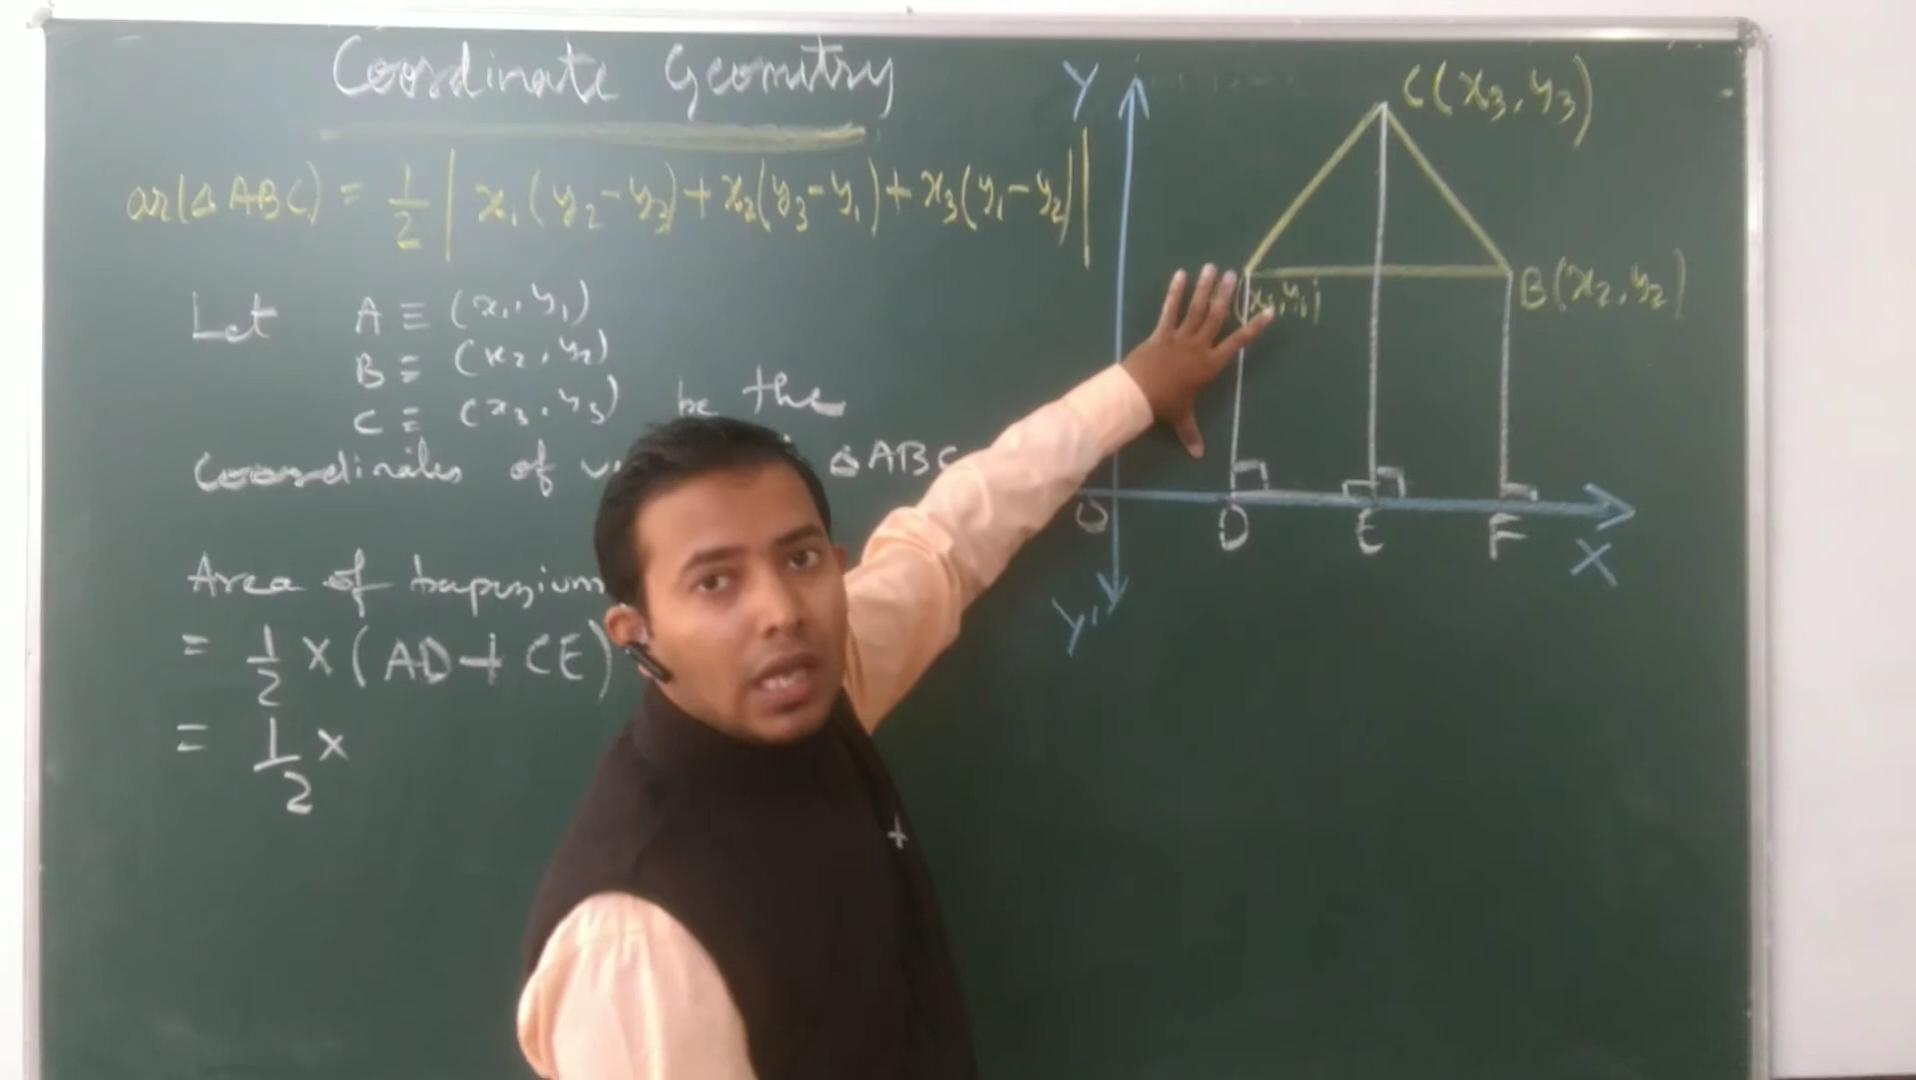 Coordinate Geometry
ar(△ABC) = 1/2 | x₁(y₂-y₃)+x₂(y₃-y₁)+x₃(y₁-y₂) |
Let A ≡ (x₁, y₁)
B ≡ (x₂, y₂)
C ≡ (x₃, y₃) be the
Coordinates of △ABC
Area of trapezium
= 1/2 × (AD+CE)
= 1/2 ×
Y
C(x₃, y₃)
(x₁,y₁)
B(x₂, y₂)
O D E F
X
Y'